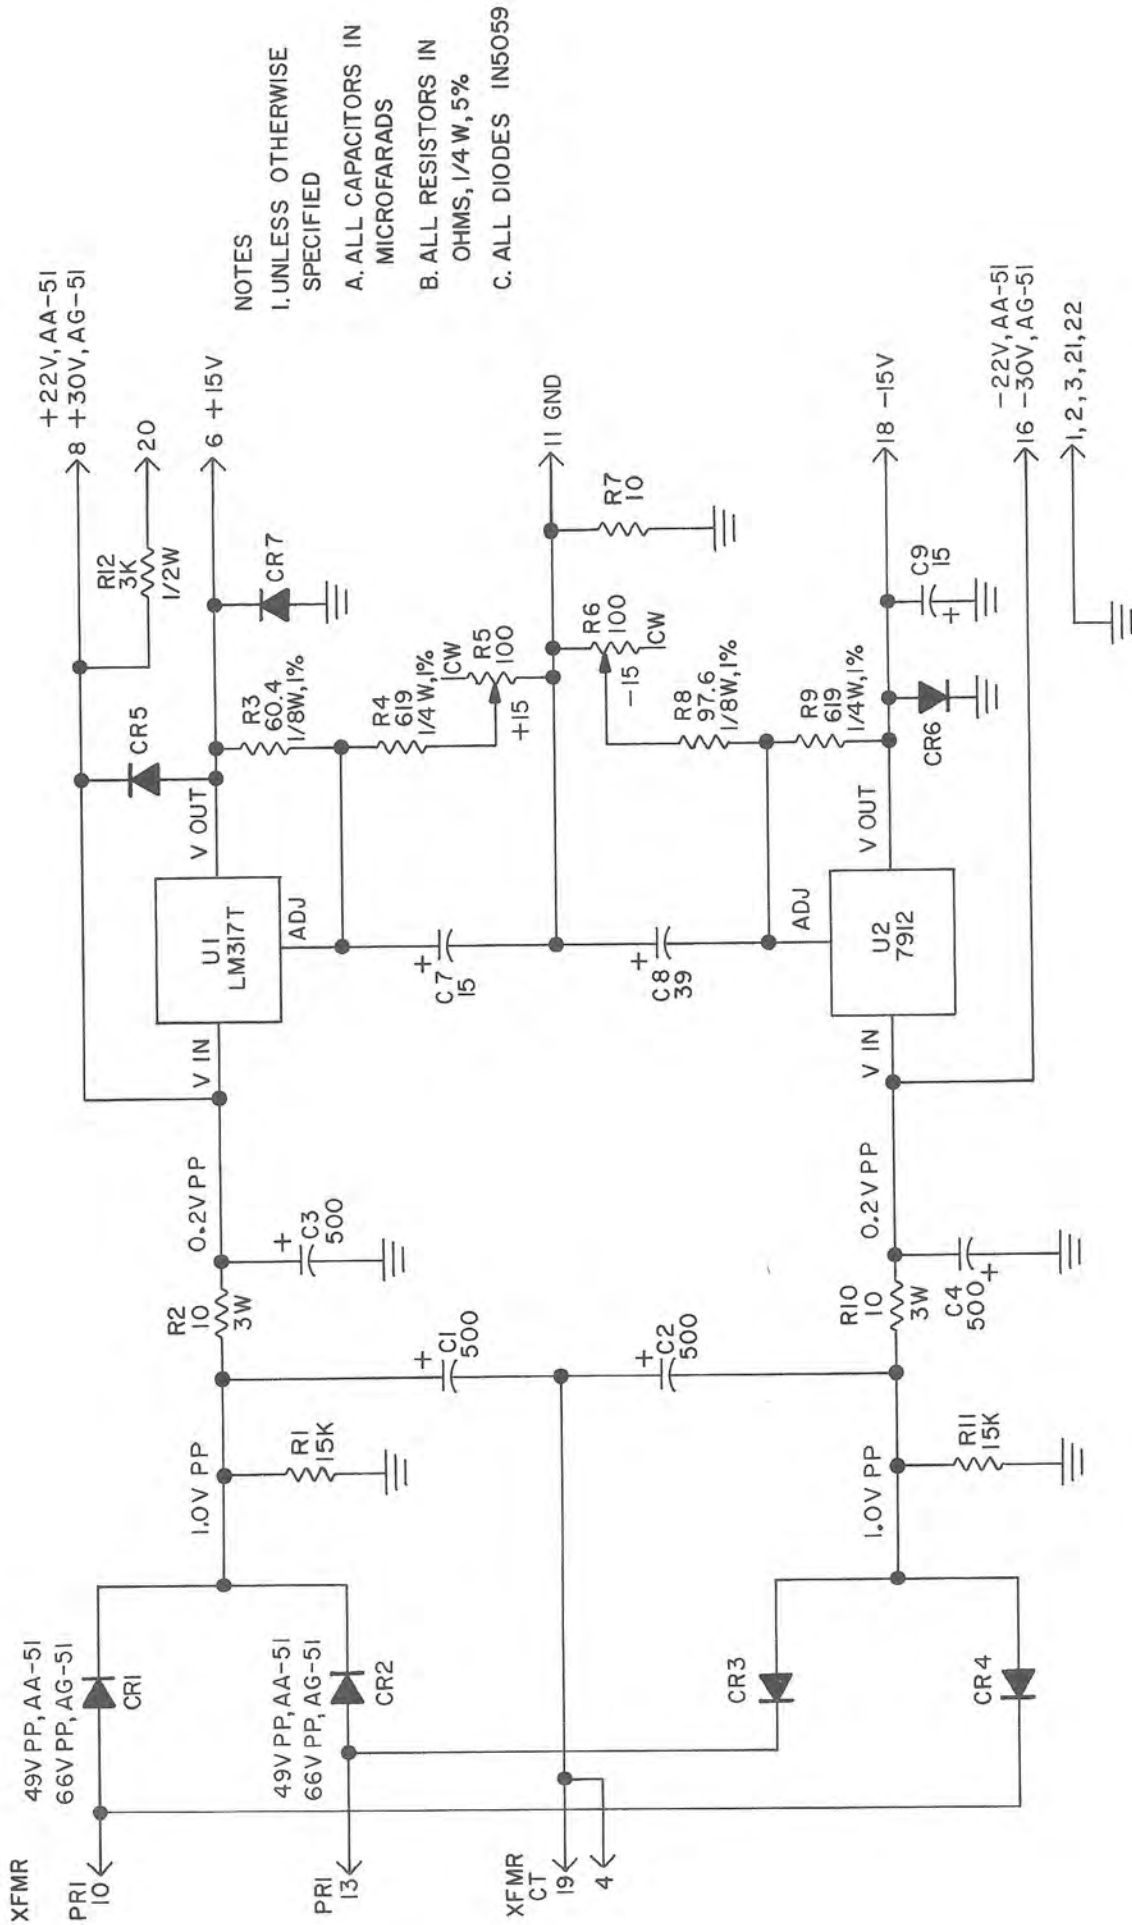 XFMR
PRI
10
49V PP, AA-51
66V PP, AG-51
CR1
PRI
13
49V PP, AA-51
66V PP, AG-51
CR2
XFMR
CT
19
4
CR3
CR4
1.0V PP
R1
15K
1.0V PP
R11
15K
+
C1
500
+
C2
500
R2
10
3W
+
C3
500
0.2V PP
R10
10
3W
C4
500
+
0.2V PP
V IN
U1
LM317T
V OUT
ADJ
+
C7
15
+
C8
39
V IN
U2
7912
V OUT
ADJ
CR5
R3
60.4
1/8W, 1%
R4
619
1/4W, 1%
CW
R5
100
+15
R6
100
CW
-15
R8
97.6
1/8W, 1%
R9
619
1/4W, 1%
CR6
C9
15
+
R12
3K
1/2W
CR7
R7
10
+22V, AA-51
8 +30V, AG-51
20
6 +15V
11 GND
18 -15V
-22V, AA-51
16 -30V, AG-51
1, 2, 3, 21, 22
NOTES
1. UNLESS OTHERWISE
SPECIFIED
A. ALL CAPACITORS IN
MICROFARADS
B. ALL RESISTORS IN
OHMS, 1/4 W, 5%
C. ALL DIODES IN5059